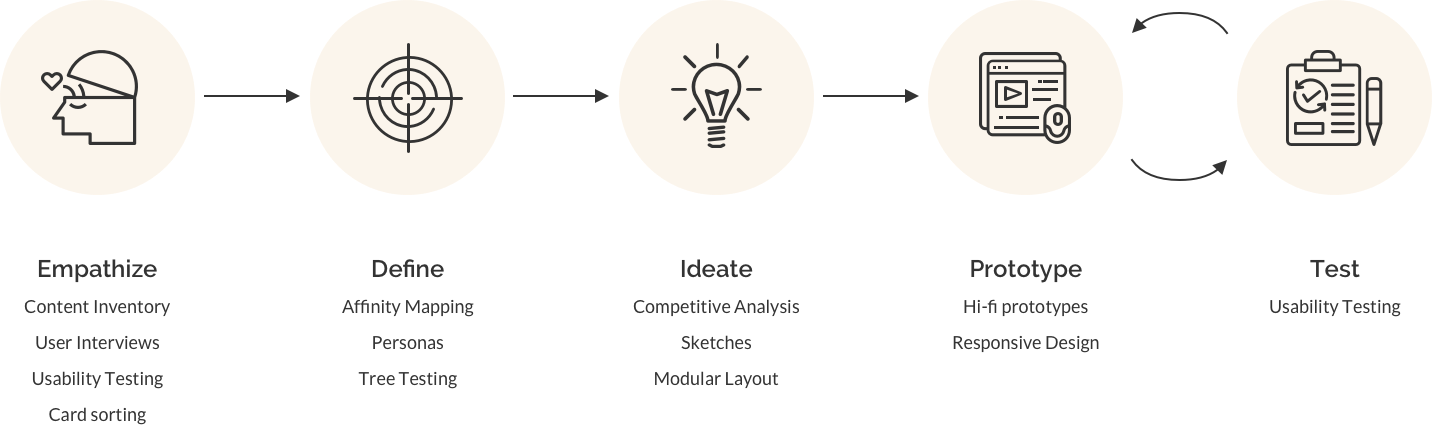 Empathize
Content Inventory
User Interviews
Usability Testing
Card sorting
Define
Affinity Mapping
Personas
Tree Testing
Ideate
Competitive Analysis
Sketches
Modular Layout
Prototype
Hi-fi prototypes
Responsive Design
Test
Usability Testing